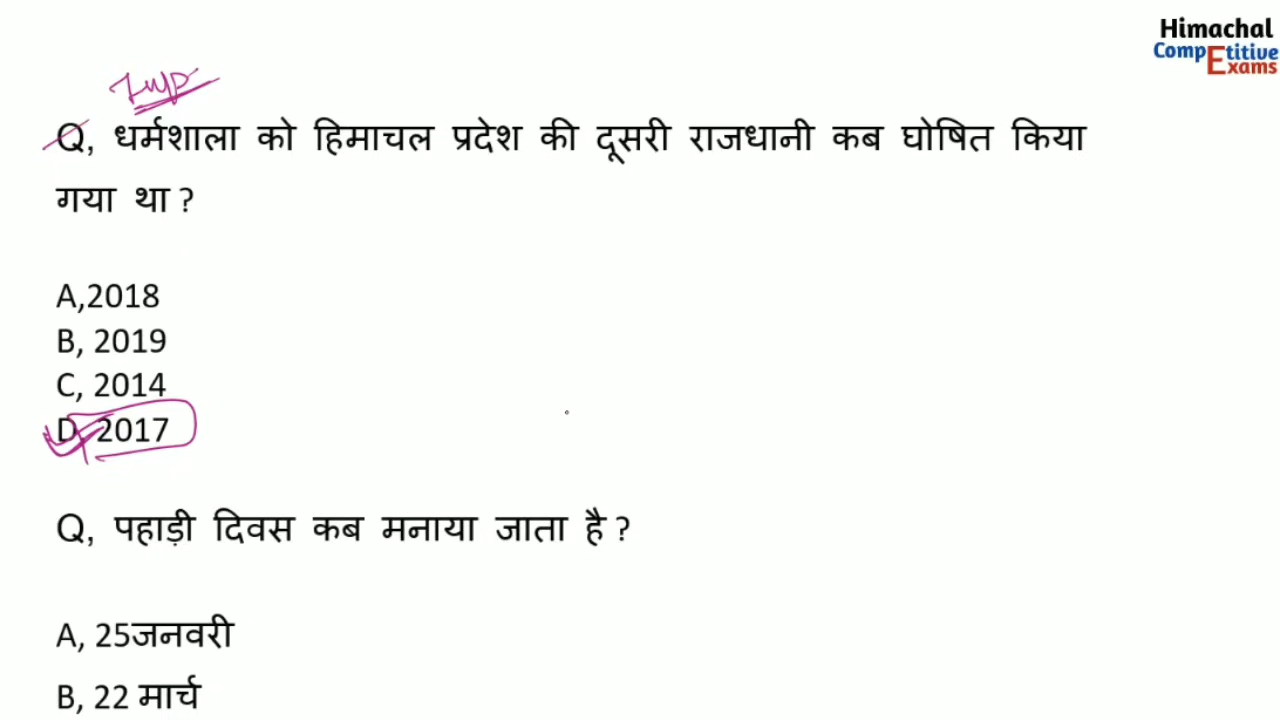 Himachal
CompEtitive
Exams
Imp
Q, धर्मशाला को हिमाचल प्रदेश की दूसरी राजधानी कब घोषित किया
गया था ?
A,2018
B, 2019
C, 2014
D, 2017
Q, पहाड़ी दिवस कब मनाया जाता है ?
A, 25जनवरी
B, 22 मार्च